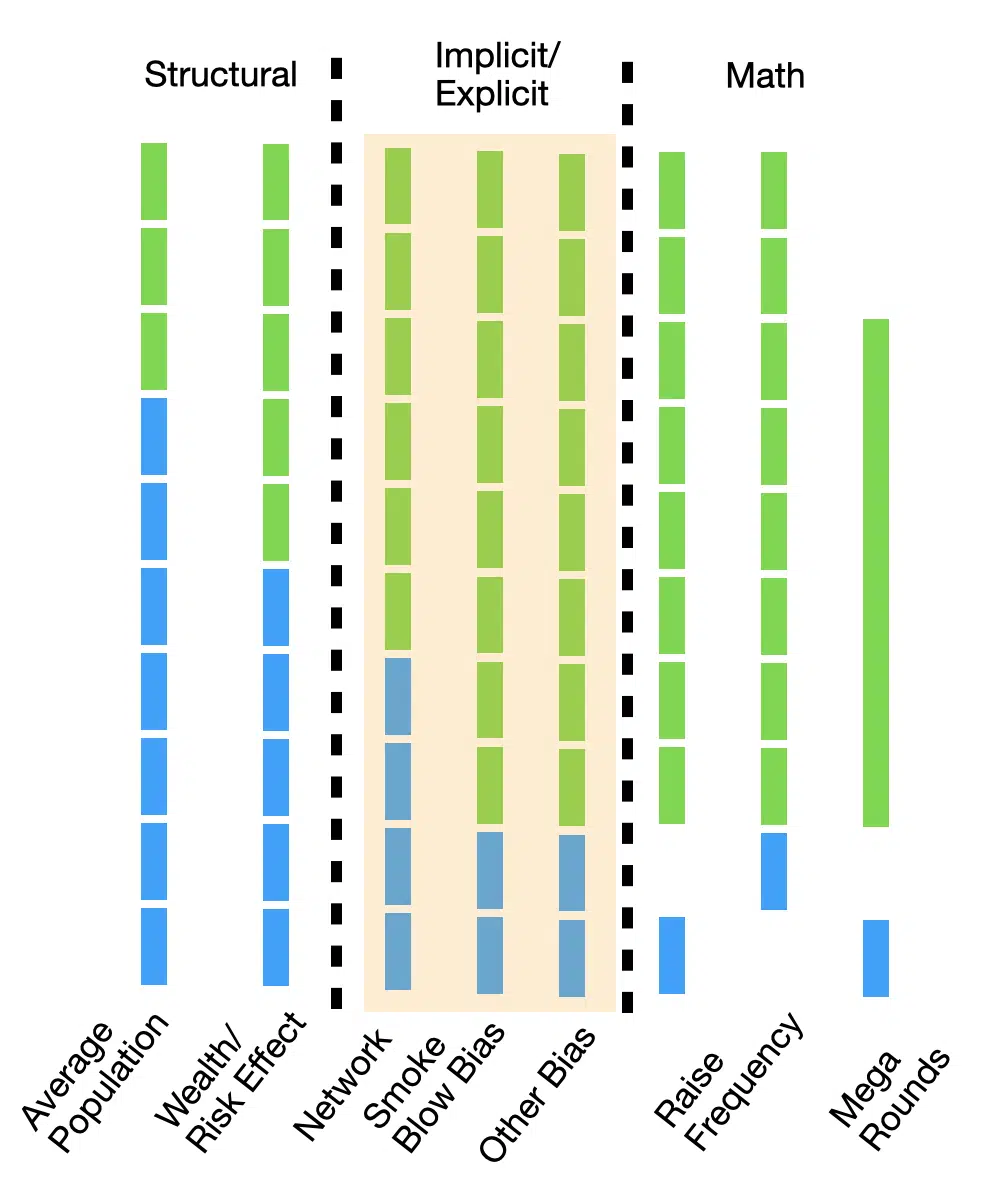 Structural
Implicit/
Explicit
Math
Average
Population
Wealth/
Risk Effect
Network
Smoke
Blow Bias
Other Bias
Raise
Frequency
Mega
Rounds